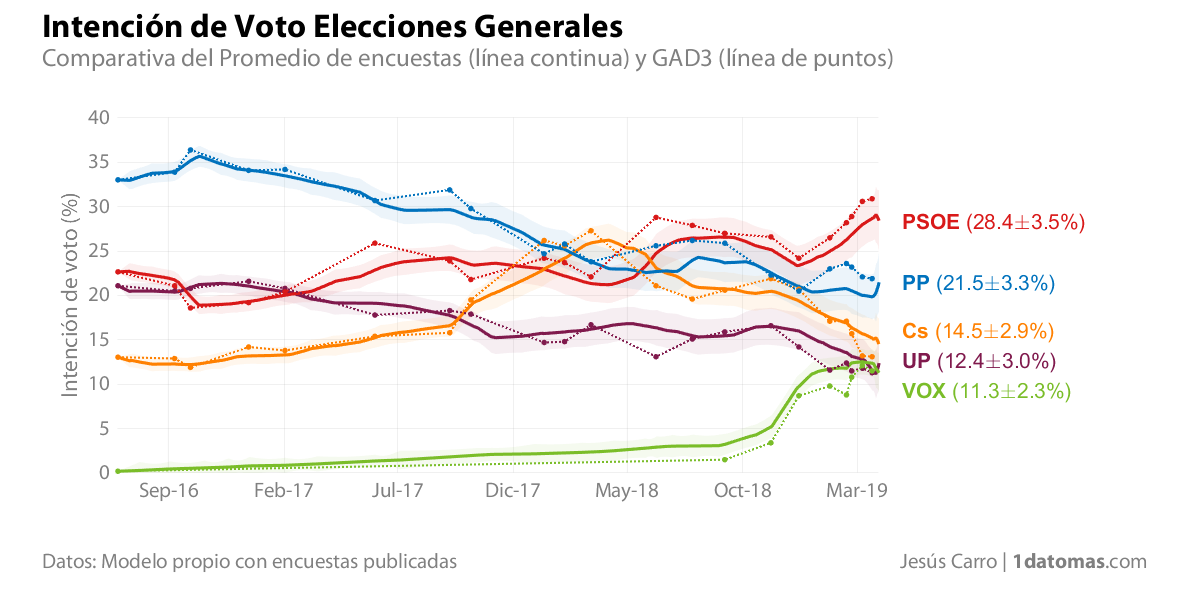 Intención de Voto Elecciones Generales
Comparativa del Promedio de encuestas (línea continua) y GAD3 (línea de puntos)
Intención de voto (%)
40
35
30
25
20
15
10
5
0
Sep-16 Feb-17 Jul-17 Dic-17 May-18 Oct-18 Mar-19
PSOE (28.4±3.5%)
PP (21.5±3.3%)
Cs (14.5±2.9%)
UP (12.4±3.0%)
VOX (11.3±2.3%)
Datos: Modelo propio con encuestas publicadas
Jesús Carro | 1datomas.com